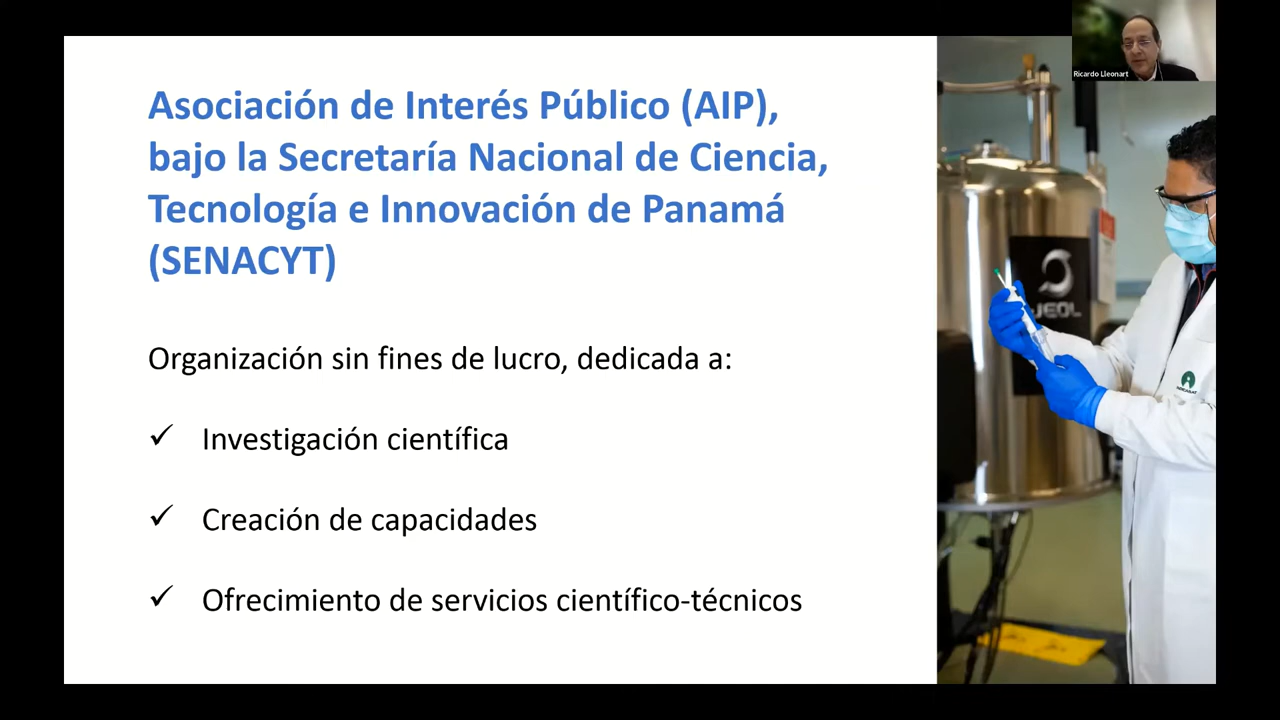 Asociación de Interés Público (AIP),
bajo la Secretaría Nacional de Ciencia,
Tecnología e Innovación de Panamá
(SENACYT)
Organización sin fines de lucro, dedicada a:
✓ Investigación científica
✓ Creación de capacidades
✓ Ofrecimiento de servicios científico-técnicos
Ricardo Lleonart
JEOL
INDICASAT